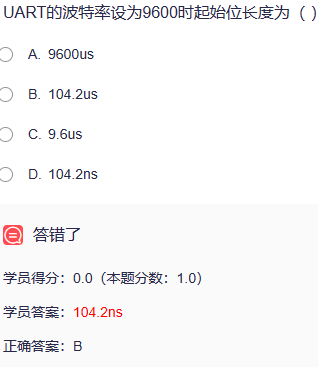 UART的波特率设为9600时起始位长度为（ ）
A. 9600us
B. 104.2us
C. 9.6us
D. 104.2ns
答错了
学员得分：0.0（本题分数：1.0）
学员答案：104.2ns
正确答案：B